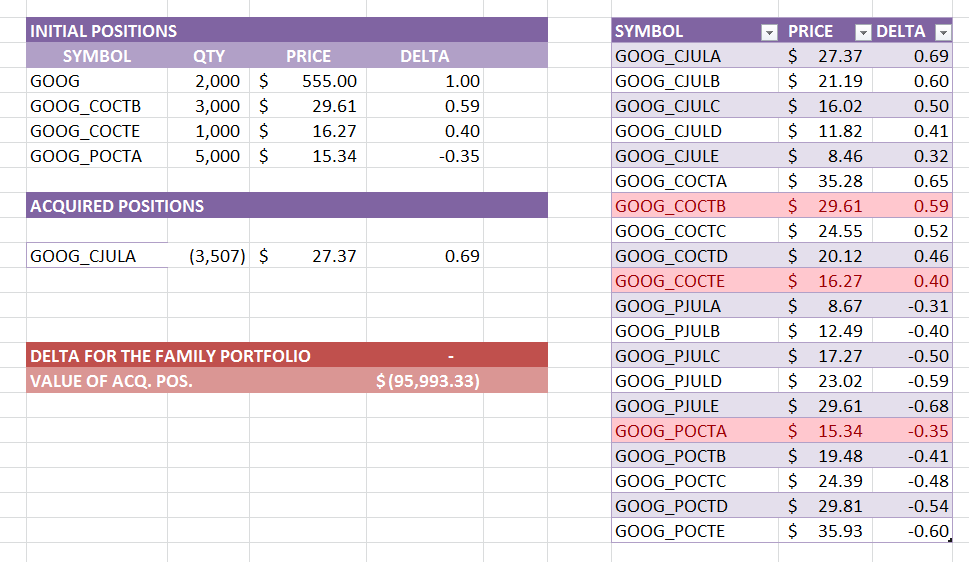 INITIAL POSITIONS
SYMBOL QTY PRICE DELTA
GOOG 2,000 $ 555.00 1.00
GOOG_COCTB 3,000 $ 29.61 0.59
GOOG_COCTE 1,000 $ 16.27 0.40
GOOG_POCTA 5,000 $ 15.34 -0.35
ACQUIRED POSITIONS
GOOG_CJULA (3,507) $ 27.37 0.69
DELTA FOR THE FAMILY PORTFOLIO -
VALUE OF ACQ. POS. $(95,993.33)
SYMBOL PRICE DELTA
GOOG_CJULA $ 27.37 0.69
GOOG_CJULB $ 21.19 0.60
GOOG_CJULC $ 16.02 0.50
GOOG_CJULD $ 11.82 0.41
GOOG_CJULE $ 8.46 0.32
GOOG_COCTA $ 35.28 0.65
GOOG_COCTB $ 29.61 0.59
GOOG_COCTC $ 24.55 0.52
GOOG_COCTD $ 20.12 0.46
GOOG_COCTE $ 16.27 0.40
GOOG_PJULA $ 8.67 -0.31
GOOG_PJULB $ 12.49 -0.40
GOOG_PJULC $ 17.27 -0.50
GOOG_PJULD $ 23.02 -0.59
GOOG_PJULE $ 29.61 -0.68
GOOG_POCTA $ 15.34 -0.35
GOOG_POCTB $ 19.48 -0.41
GOOG_POCTC $ 24.39 -0.48
GOOG_POCTD $ 29.81 -0.54
GOOG_POCTE $ 35.93 -0.60